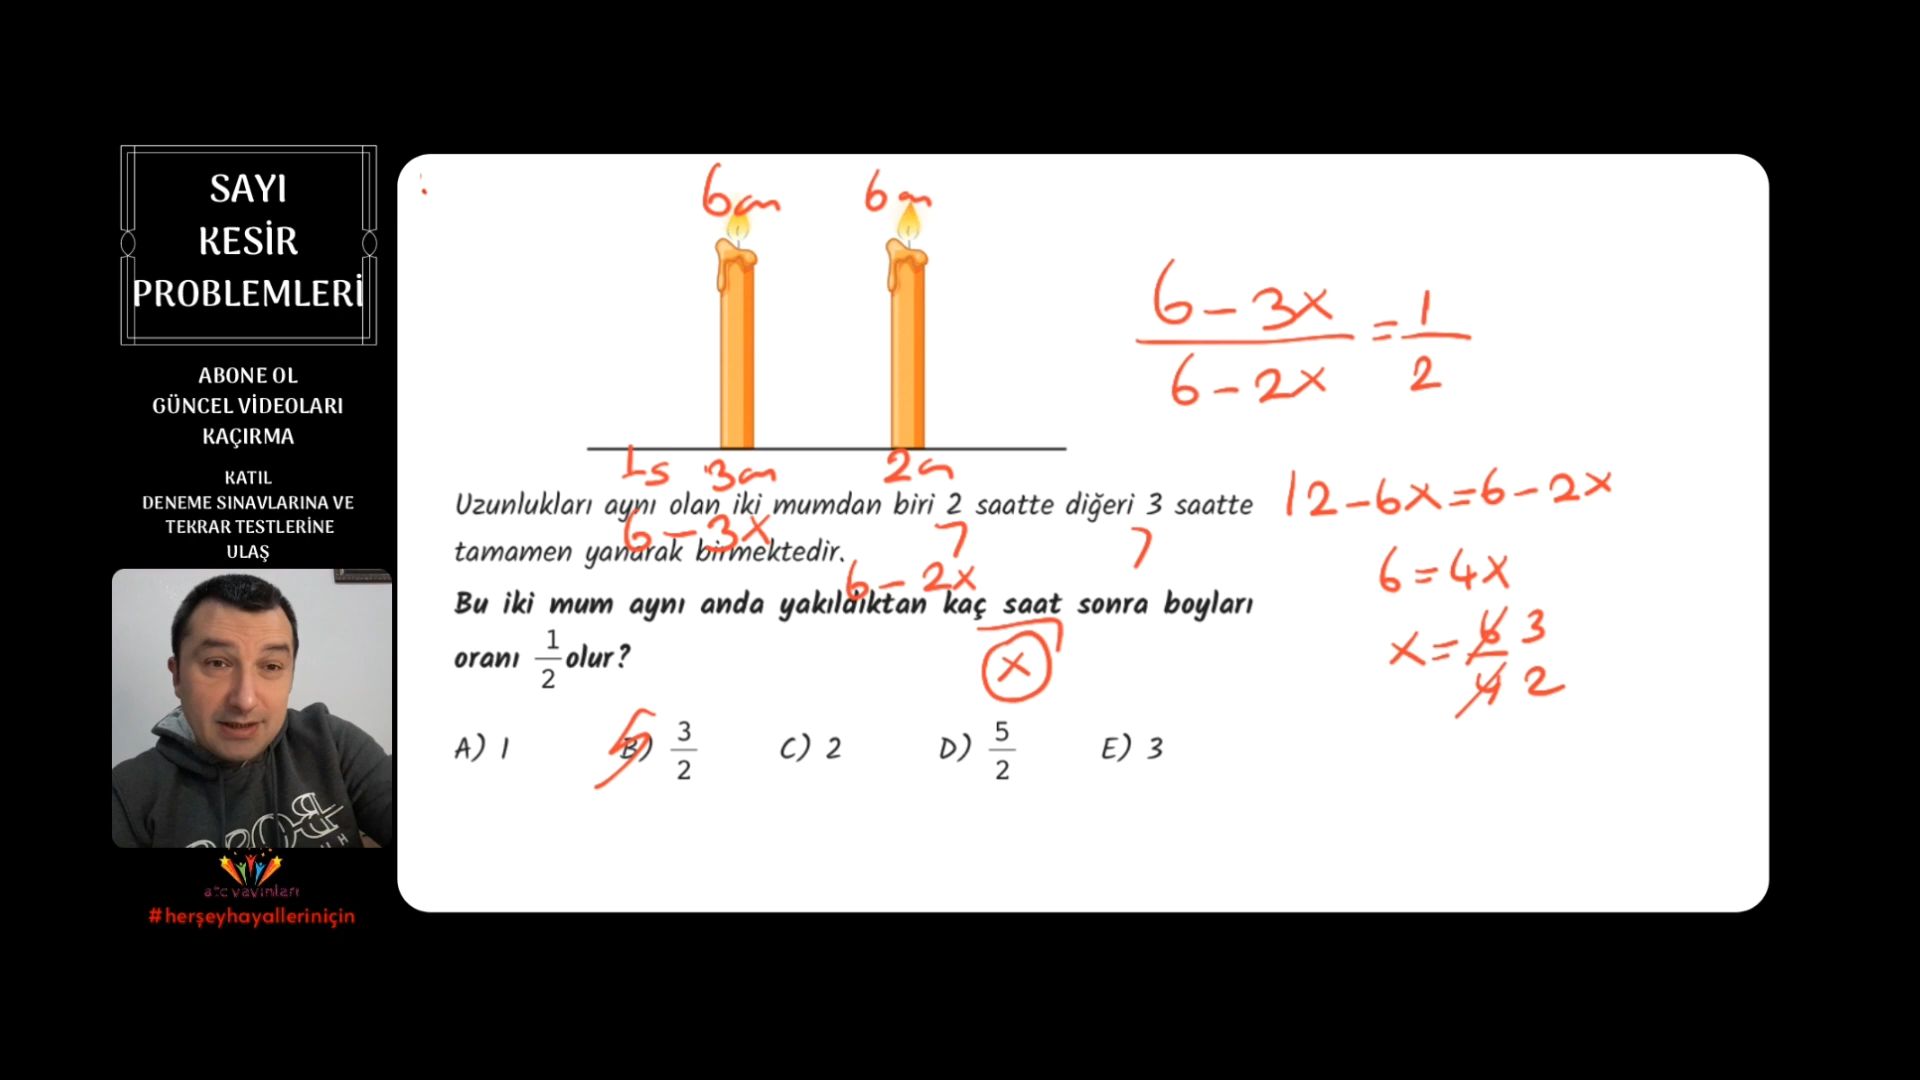 SAYI
KESİR
PROBLEMLERİ
ABONE OL
GÜNCEL VİDEOLARI
KAÇIRMA
KATIL
DENEME SINAVLARINA VE
TEKRAR TESTLERİNE
ULAŞ
atc yayınları
#herşeyhayalleriniçin
6cm 6cm
1s 3cm 2cm
Uzunlukları aynı olan iki mumdan biri 2 saatte diğeri 3 saatte
6-3x
tamamen yanarak bitmektedir.
6-2x
Bu iki mum aynı anda yakıldıktan kaç saat sonra boyları
oranı 1/2 olur?
x
A) 1 B) 3/2 C) 2 D) 5/2 E) 3
6-3x/6-2x = 1/2
12-6x=6-2x
6=4x
x=6/4 3/2